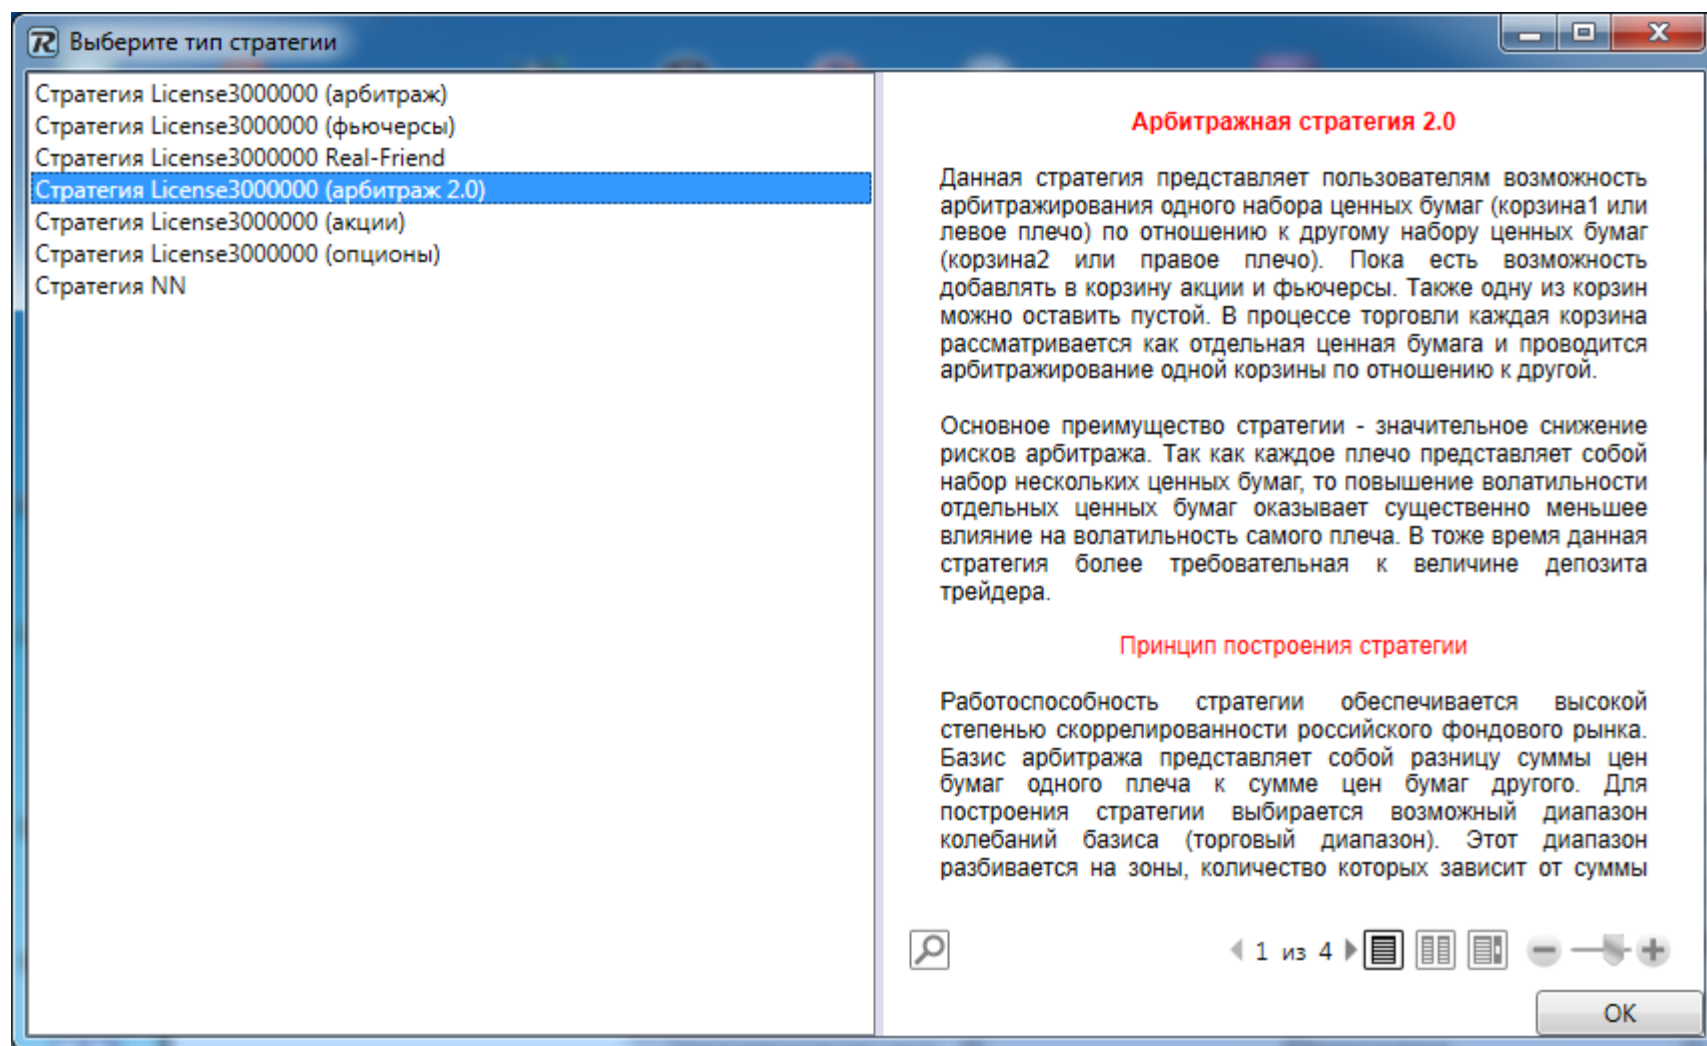 Выберите тип стратегии
Стратегия License3000000 (арбитраж)
Стратегия License3000000 (фьючерсы)
Стратегия License3000000 Real-Friend
Стратегия License3000000 (арбитраж 2.0)
Стратегия License3000000 (акции)
Стратегия License3000000 (опционы)
Стратегия NN
Арбитражная стратегия 2.0
Данная стратегия представляет пользователям возможность
арбитражирования одного набора ценных бумаг (корзина1 или
левое плечо) по отношению к другому набору ценных бумаг
(корзина2 или правое плечо). Пока есть возможность
добавлять в корзину акции и фьючерсы. Также одну из корзин
можно оставить пустой. В процессе торговли каждая корзина
рассматривается как отдельная ценная бумага и проводится
арбитражирование одной корзины по отношению к другой.
Основное преимущество стратегии - значительное снижение
рисков арбитража. Так как каждое плечо представляет собой
набор нескольких ценных бумаг, то повышение волатильности
отдельных ценных бумаг оказывает существенно меньшее
влияние на волатильность самого плеча. В тоже время данная
стратегия более требовательная к величине депозита
трейдера.
Принцип построения стратегии
Работоспособность стратегии обеспечивается высокой
степенью скоррелированности российского фондового рынка.
Базис арбитража представляет собой разницу суммы цен
бумаг одного плеча к сумме цен бумаг другого. Для
построения стратегии выбирается возможный диапазон
колебаний базиса (торговый диапазон). Этот диапазон
разбивается на зоны, количество которых зависит от суммы
1 из 4
OK